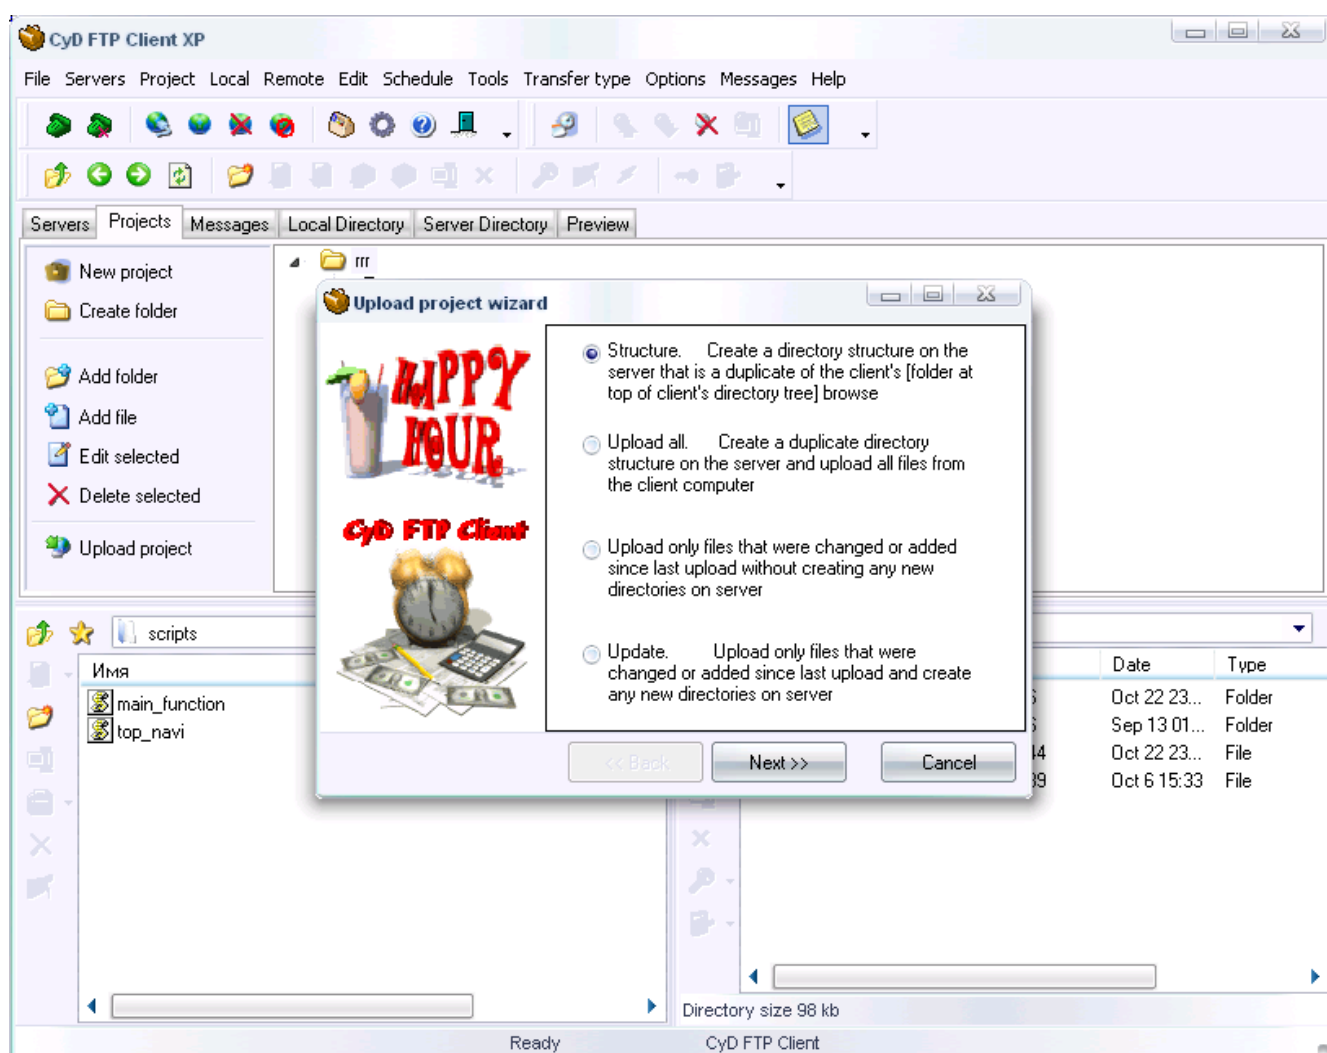 CyD FTP Client XP
File Servers Project Local Remote Edit Schedule Tools Transfer type Options Messages Help
Servers Projects Messages Local Directory Server Directory Preview
New project
Create folder
Add folder
Add file
Edit selected
Delete selected
Upload project
rrr
Upload project wizard
HAPPY
HOUR
CyD FTP Client
Structure. Create a directory structure on the
server that is a duplicate of the client's [folder at
top of client's directory tree] browse
Upload all. Create a duplicate directory
structure on the server and upload all files from
the client computer
Upload only files that were changed or added
since last upload without creating any new
directories on server
Update. Upload only files that were
changed or added since last upload and create
any new directories on server
<< Back Next >> Cancel
scripts
Имя
main_function
top_navi
Date Type
Oct 22 23... Folder
Sep 13 01... Folder
Oct 22 23... File
Oct 6 15:33 File
Directory size 98 kb
Ready CyD FTP Client